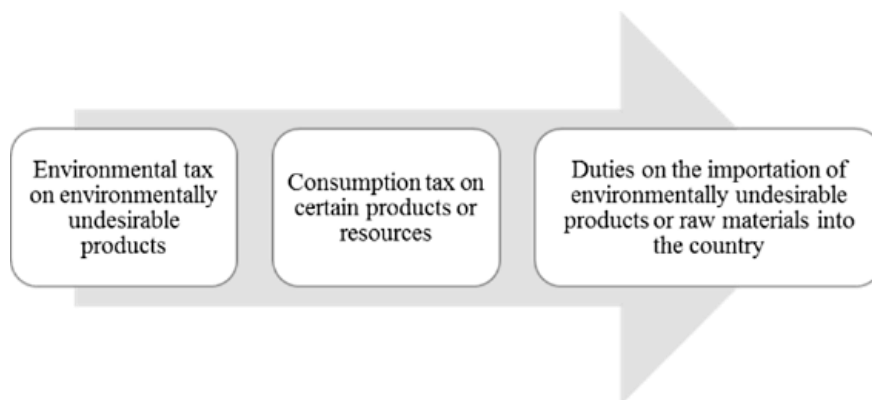 Environmental tax
on environmentally
undesirable
products
Consumption tax on
certain products or
resources
Duties on the importation of
environmentally undesirable
products or raw materials into
the country